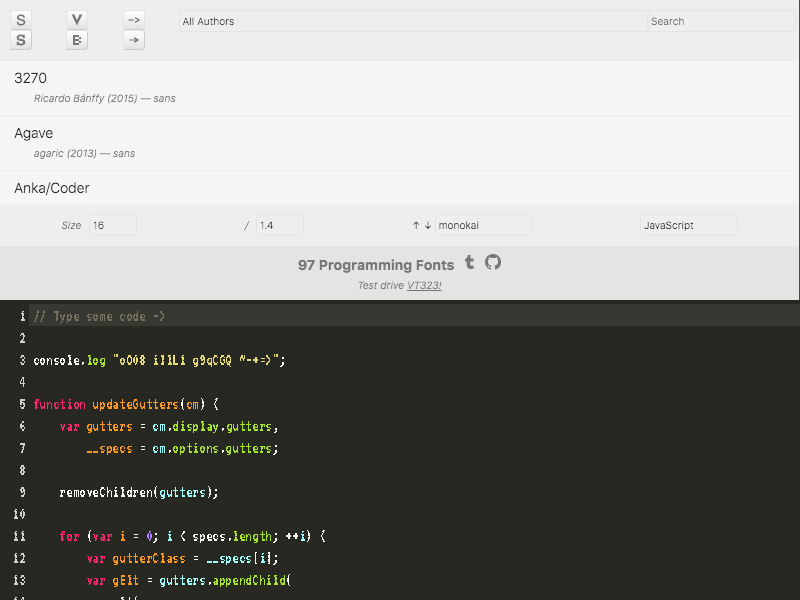 S V ->
S B →
All Authors Search
3270
Ricardo Bánffy (2015) — sans
Agave
agaric (2013) — sans
Anka/Coder
Size 16 / 1.4 ↑ ↓ monokai JavaScript
97 Programming Fonts t
Test drive VT323!
1 // Type some code ->
2
3 console.log "oO08 iIlL1 g9qCGQ ~-+=>";
4
5 function updateGutters(cm) {
6 var gutters = cm.display.gutters,
7 __specs = cm.options.gutters;
8
9 removeChildren(gutters);
10
11 for (var i = 0; i < specs.length; ++i) {
12 var gutterClass = __specs[i];
13 var gElt = gutters.appendChild(
14